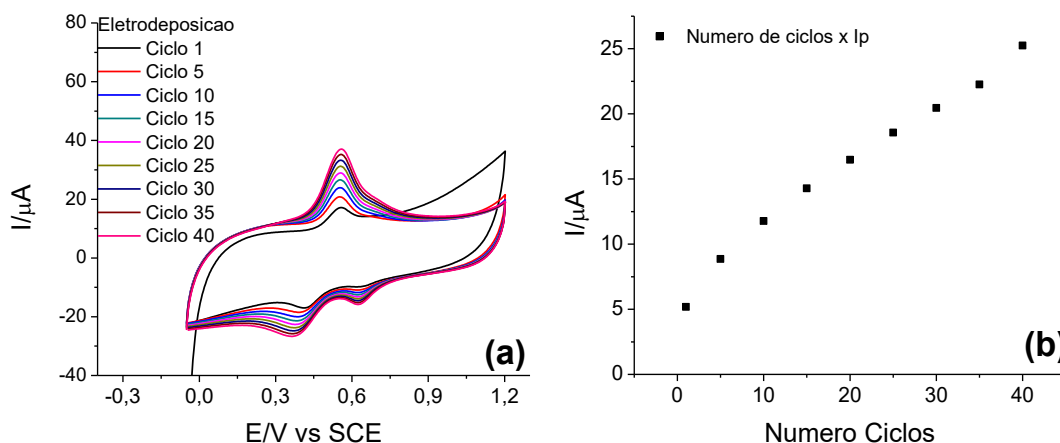 Eletrodeposicao
Ciclo 1
Ciclo 5
Ciclo 10
Ciclo 15
Ciclo 20
Ciclo 25
Ciclo 30
Ciclo 35
Ciclo 40
80
60
40
20
0
-20
-40
I/µA
-0,3 0,0 0,3 0,6 0,9 1,2
E/V vs SCE
(a)
Numero de ciclos x Ip
25
20
15
10
5
0
I/µA
0 10 20 30 40
Numero Ciclos
(b)